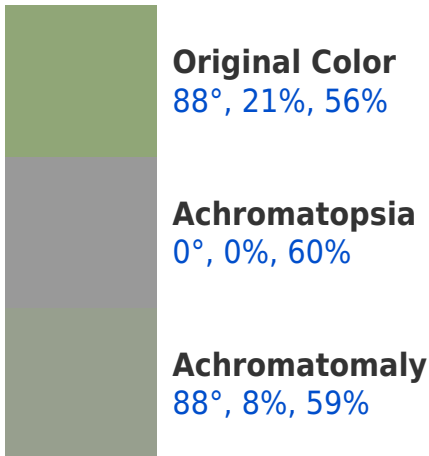 Original Color
88°, 21%, 56%
Achromatopsia
0°, 0%, 60%
Achromatomaly
88°, 8%, 59%